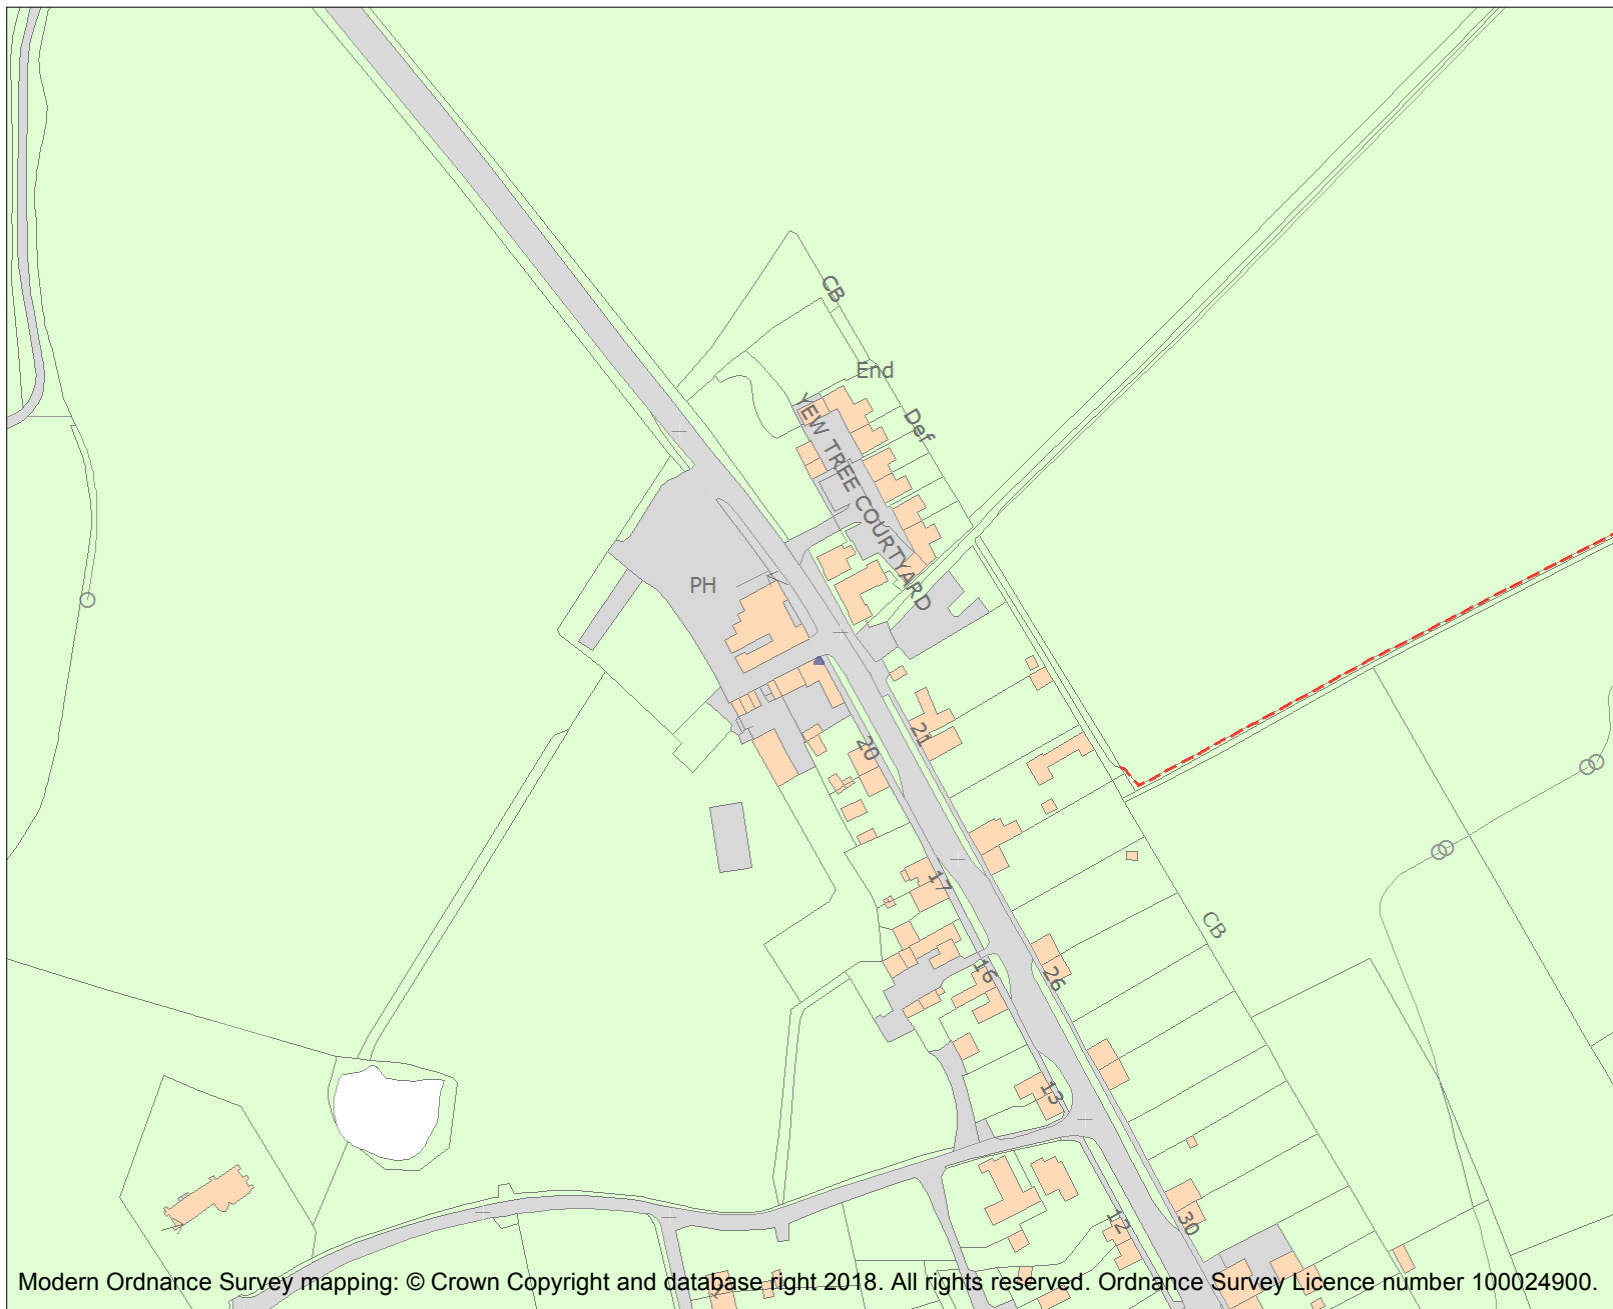 CB
End
Def
YEW TREE COURTYARD
PH
21
20
17
CB
16
26
13
12
30
Modern Ordnance Survey mapping: © Crown Copyright and database right 2018. All rights reserved. Ordnance Survey Licence number 100024900.